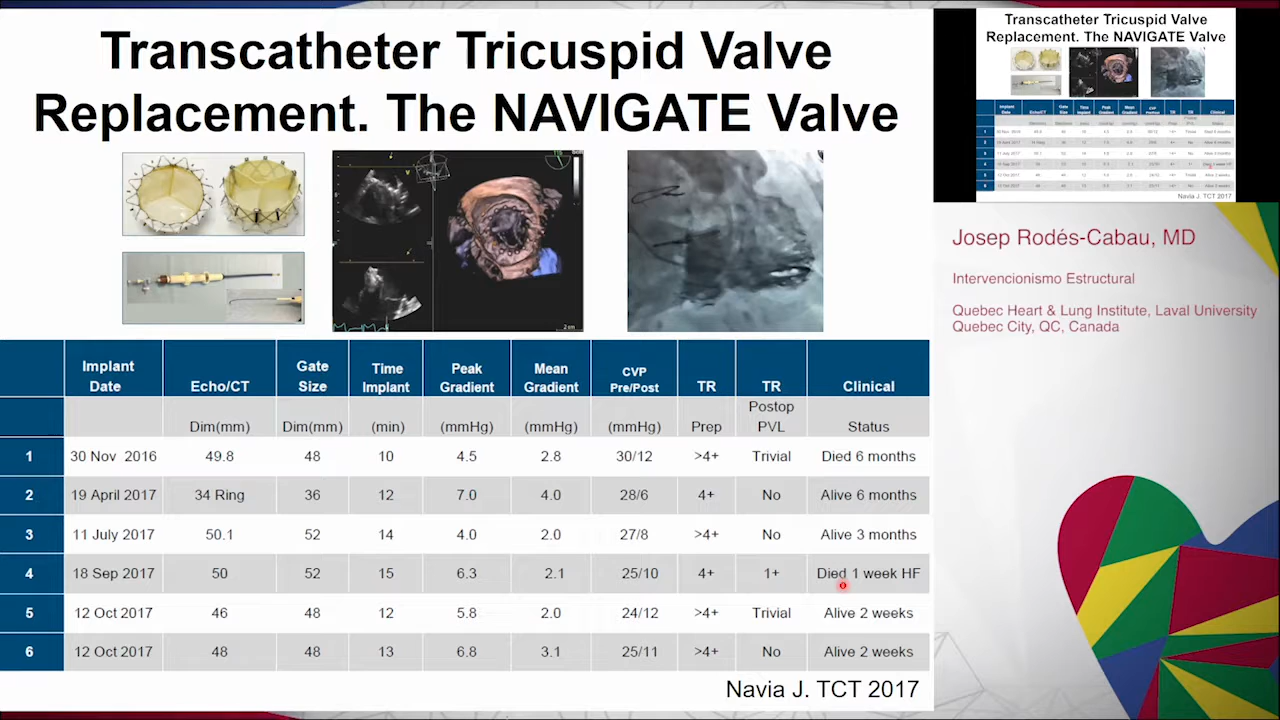 Transcatheter Tricuspid Valve
Replacement. The NAVIGATE Valve
2 cm
Implant Date Echo/CT Gate Size Time Implant Peak Gradient Mean Gradient CVP Pre/Post TR TR Clinical
Dim(mm) Dim(mm) (min) (mmHg) (mmHg) (mmHg) Prep Postop PVL Status
1 30 Nov 2016 49.8 48 10 4.5 2.8 30/12 >4+ Trivial Died 6 months
2 19 April 2017 34 Ring 36 12 7.0 4.0 28/6 4+ No Alive 6 months
3 11 July 2017 50.1 52 14 4.0 2.0 27/8 >4+ No Alive 3 months
4 18 Sep 2017 50 52 15 6.3 2.1 25/10 4+ 1+ Died 1 week HF
5 12 Oct 2017 46 48 12 5.8 2.0 24/12 >4+ Trivial Alive 2 weeks
6 12 Oct 2017 48 48 13 6.8 3.1 25/11 >4+ No Alive 2 weeks
Navia J. TCT 2017
Transcatheter Tricuspid Valve
Replacement. The NAVIGATE Valve
Navia J. TCT 2017
Josep Rodés-Cabau, MD
Intervencionismo Estructural
Quebec Heart & Lung Institute, Laval University
Quebec City, QC, Canada